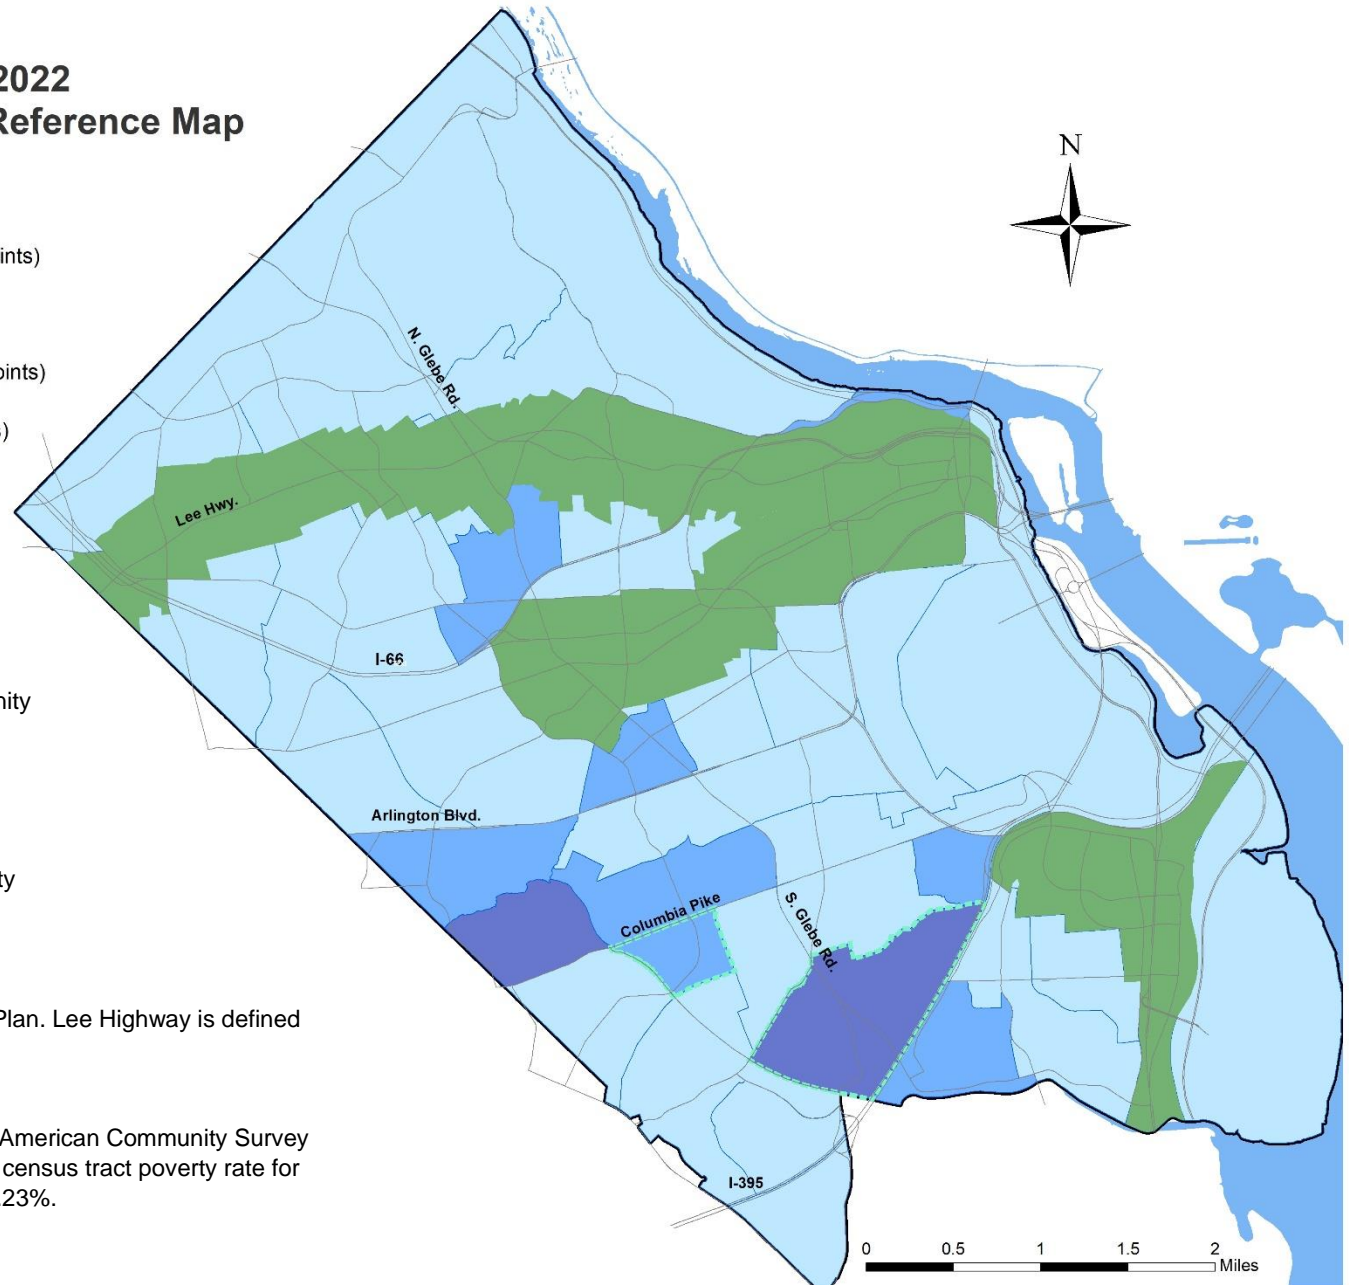 2022
Reference Map
ints)
oints)
s)
nity
ty
Plan. Lee Highway is defined
American Community Survey
census tract poverty rate for
.23%.
N
N. Glebe Rd.
Lee Hwy.
I-66
Arlington Blvd.
Columbia Pike
S. Glebe Rd.
I-395
0 0.5 1 1.5 2
Miles